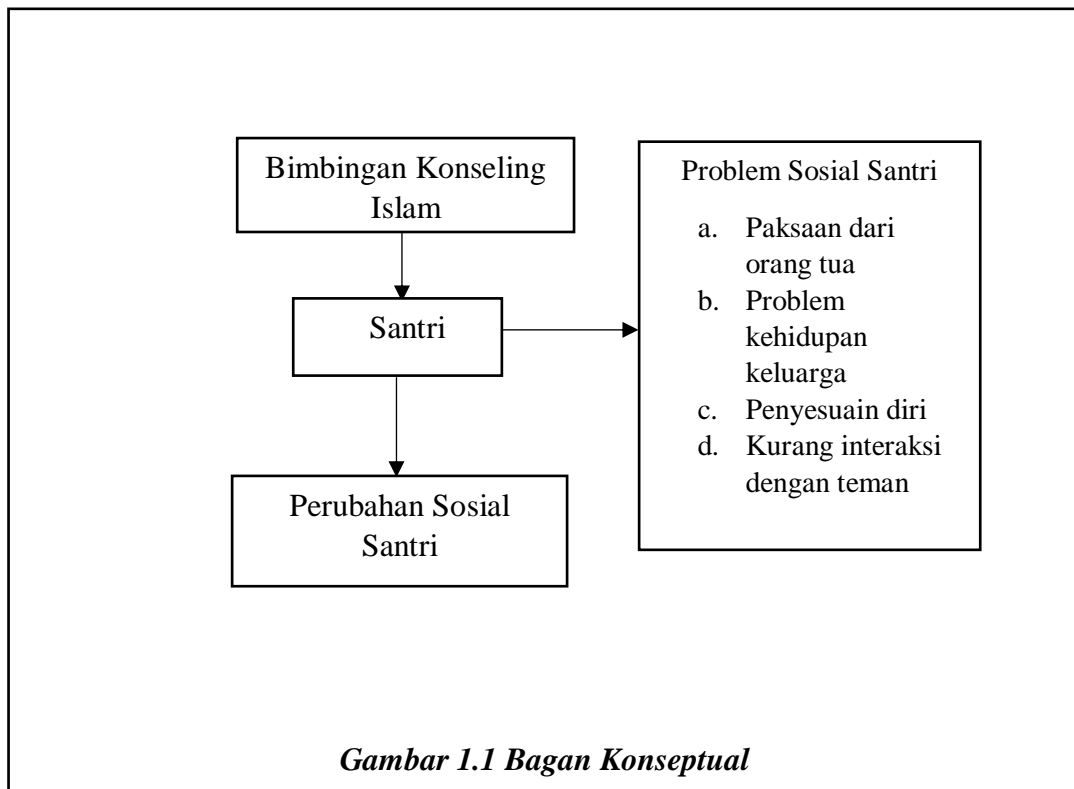 Bimbingan Konseling
Islam
Santri
Perubahan Sosial
Santri
Problem Sosial Santri
a. Paksaan dari
orang tua
b. Problem
kehidupan
keluarga
c. Penyesuain diri
d. Kurang interaksi
dengan teman
Gambar 1.1 Bagan Konseptual